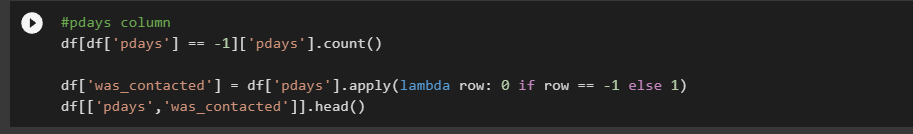 #pdays column
df[df['pdays'] == -1]['pdays'].count()
df['was_contacted'] = df['pdays'].apply(lambda row: 0 if row == -1 else 1)
df[['pdays','was_contacted']].head()